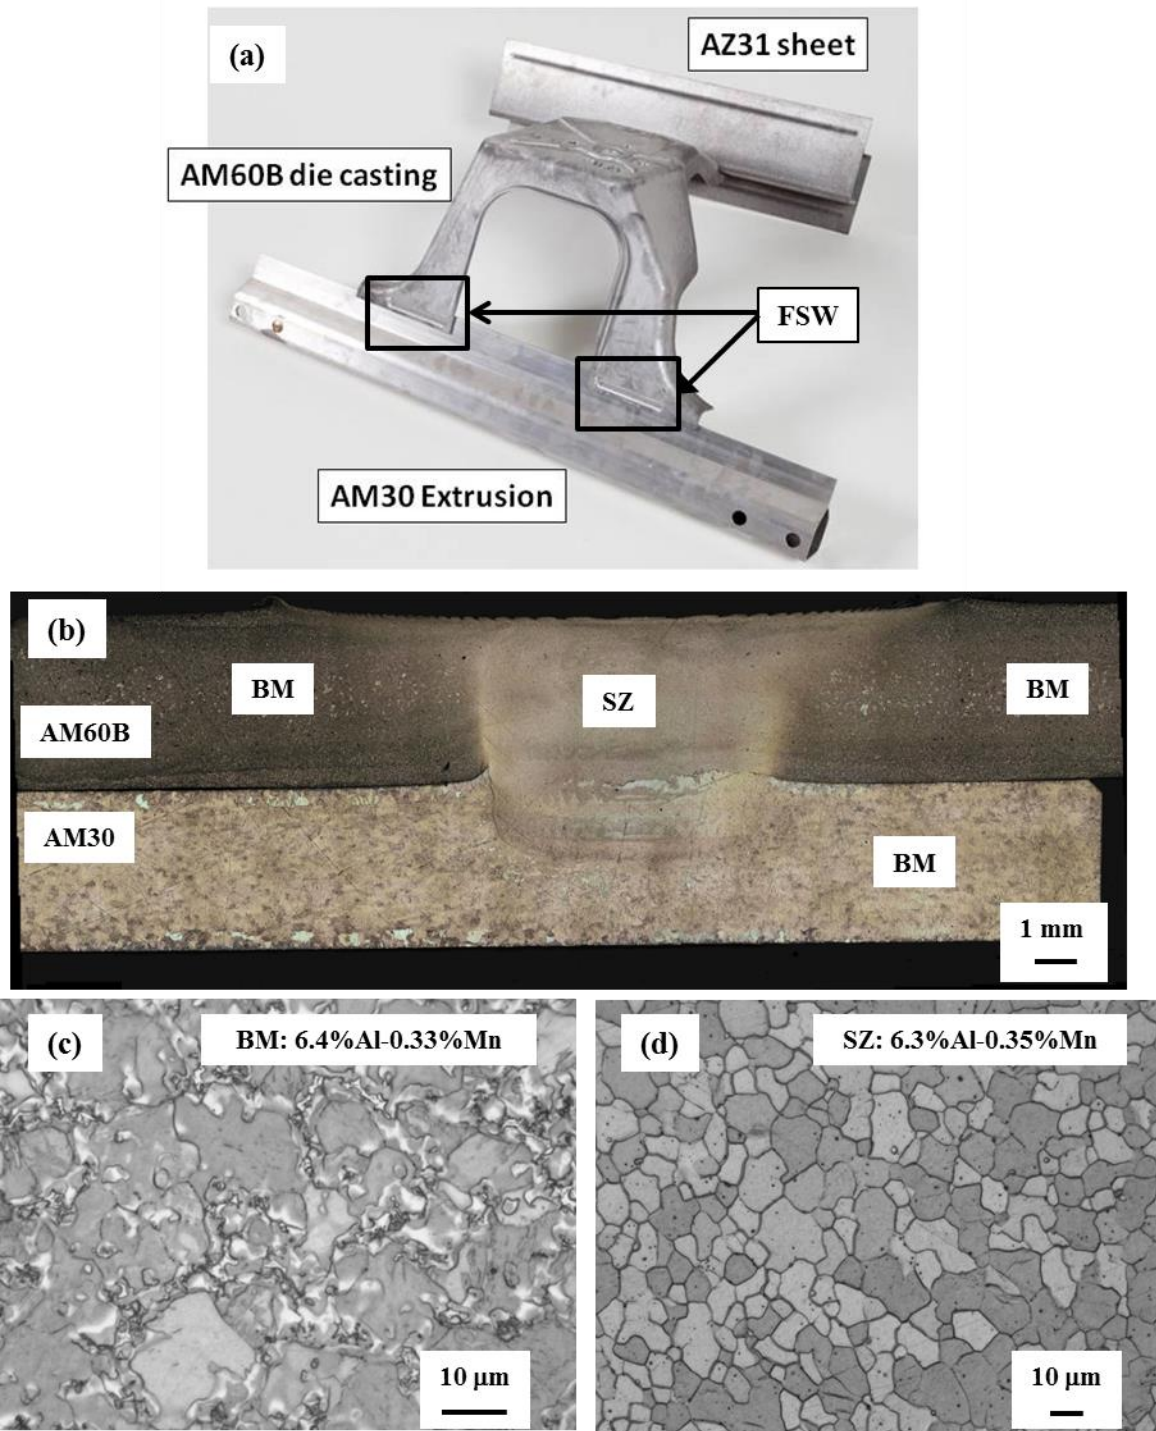 (a)
AZ31 sheet
AM60B die casting
FSW
AM30 Extrusion
(b)
BM
SZ
BM
AM60B
AM30
BM
1 mm
(c)
BM: 6.4%Al-0.33%Mn
10 µm
(d)
SZ: 6.3%Al-0.35%Mn
10 µm